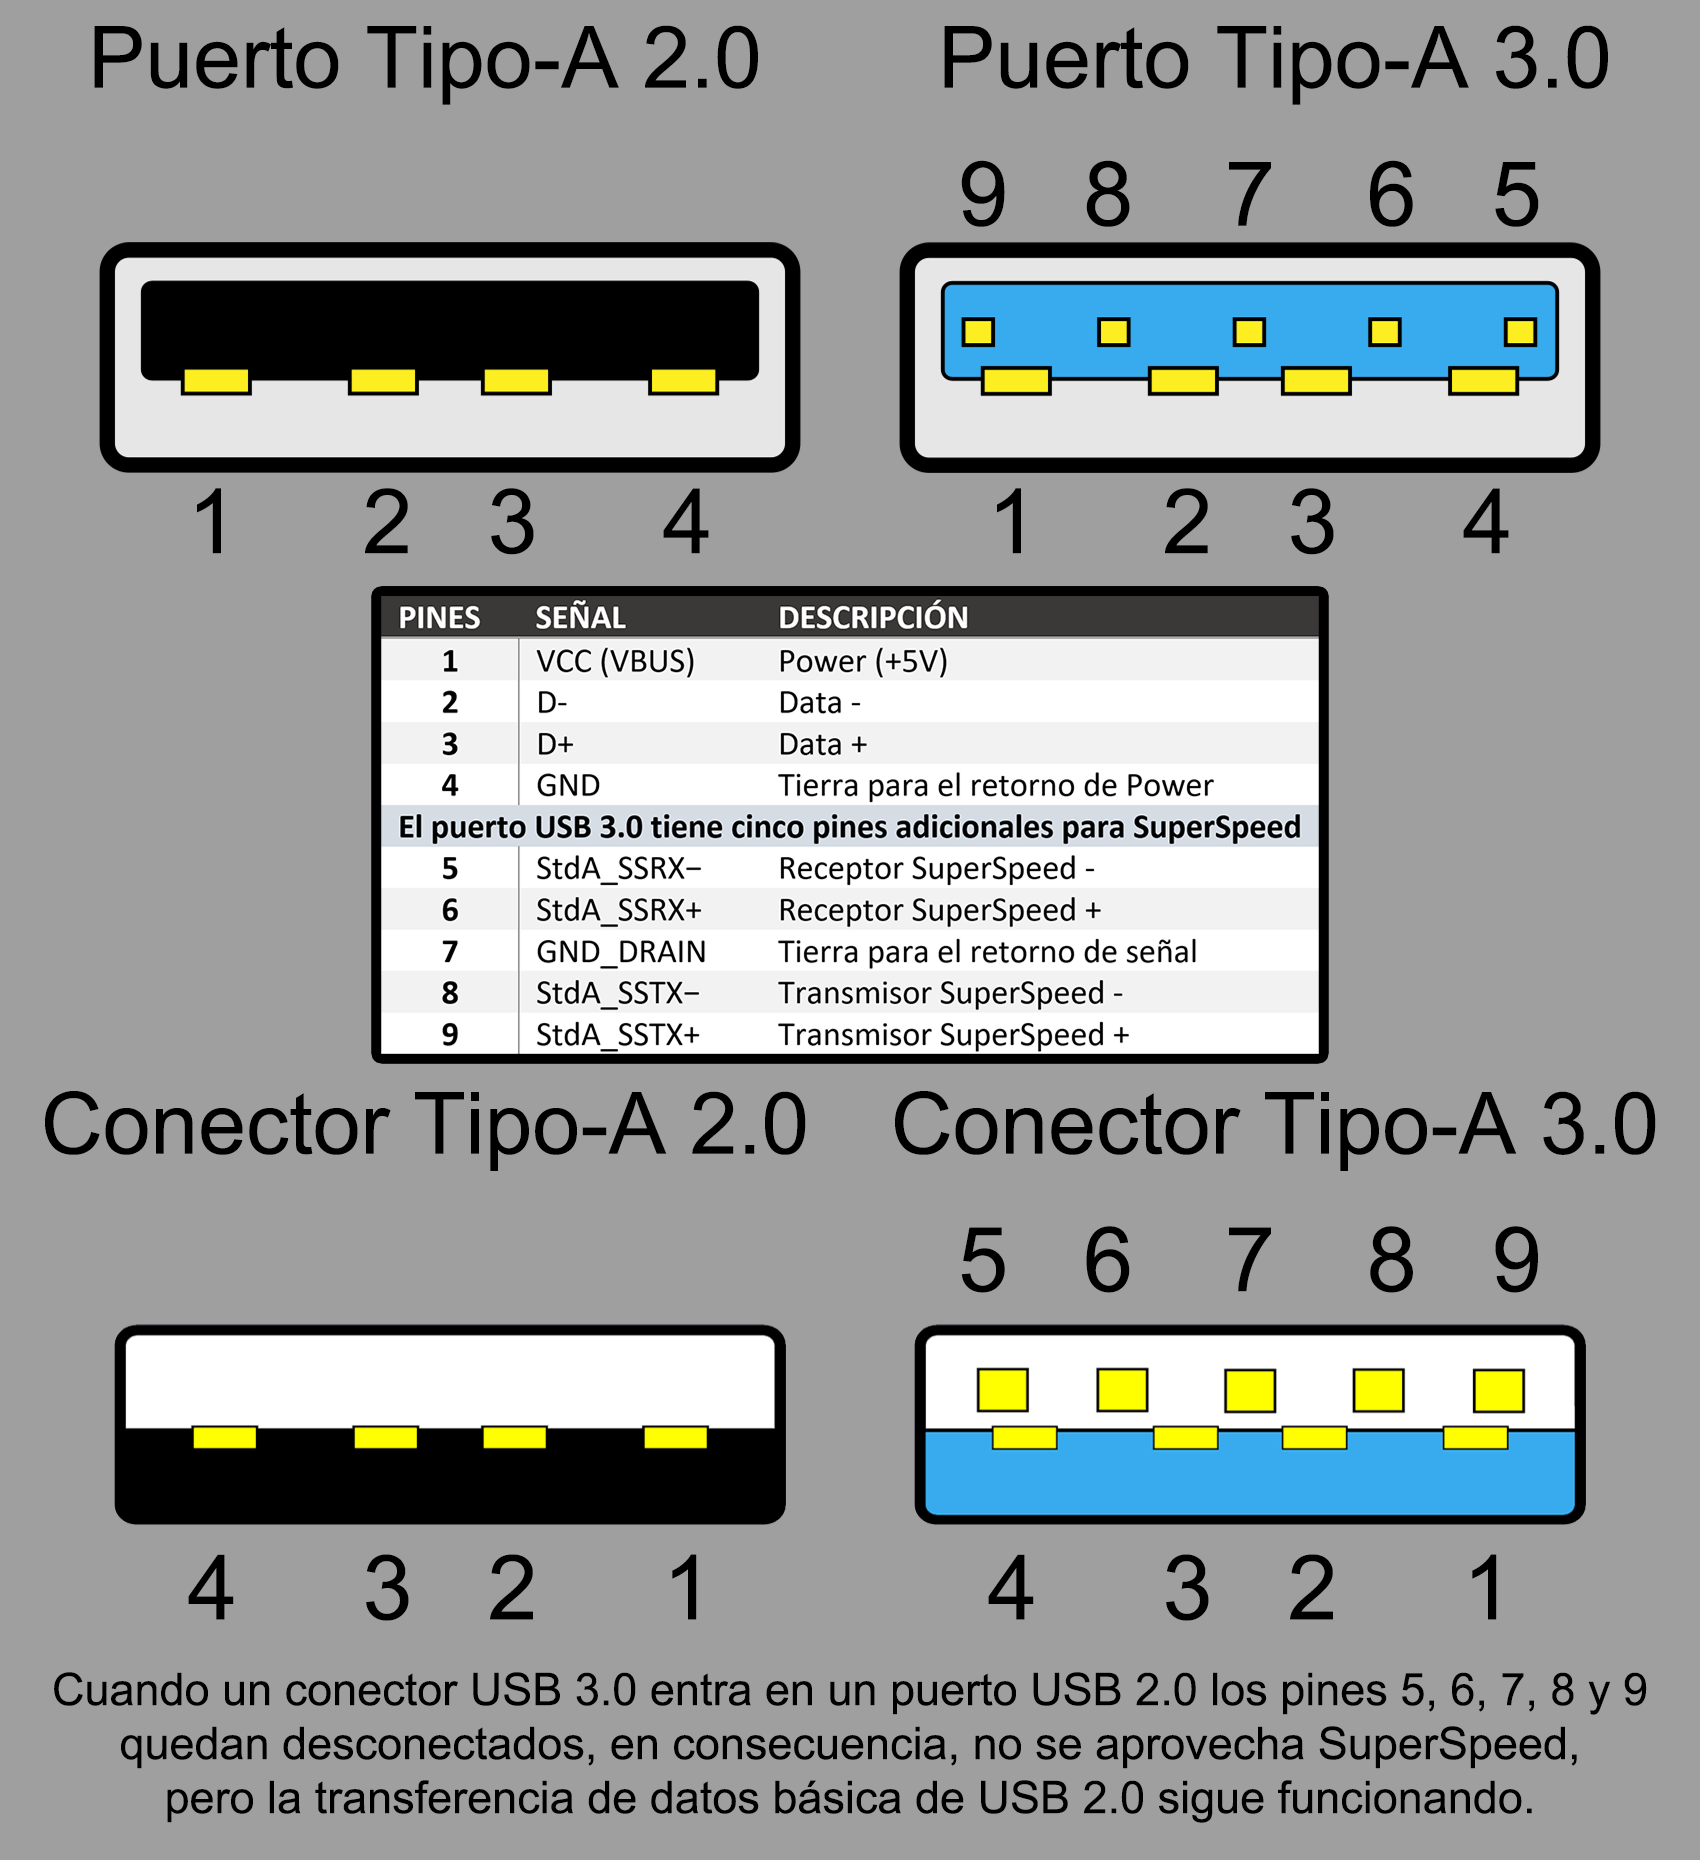 Puerto Tipo-A 2.0
Puerto Tipo-A 3.0
9 8 7 6 5
1 2 3 4
1 2 3 4
PINES SEÑAL DESCRIPCIÓN
1 VCC (VBUS) Power (+5V)
2 D- Data -
3 D+ Data +
4 GND Tierra para el retorno de Power
El puerto USB 3.0 tiene cinco pines adicionales para SuperSpeed
5 StdA_SSRX− Receptor SuperSpeed -
6 StdA_SSRX+ Receptor SuperSpeed +
7 GND_DRAIN Tierra para el retorno de señal
8 StdA_SSTX− Transmisor SuperSpeed -
9 StdA_SSTX+ Transmisor SuperSpeed +
Conector Tipo-A 2.0
Conector Tipo-A 3.0
5 6 7 8 9
4 3 2 1
4 3 2 1
Cuando un conector USB 3.0 entra en un puerto USB 2.0 los pines 5, 6, 7, 8 y 9
quedan desconectados, en consecuencia, no se aprovecha SuperSpeed,
pero la transferencia de datos básica de USB 2.0 sigue funcionando.